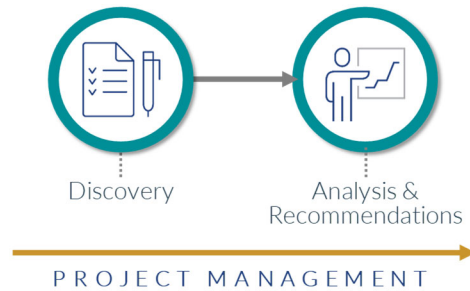 Discovery
Analysis &
Recommendations
PROJECT MANAGEMENT